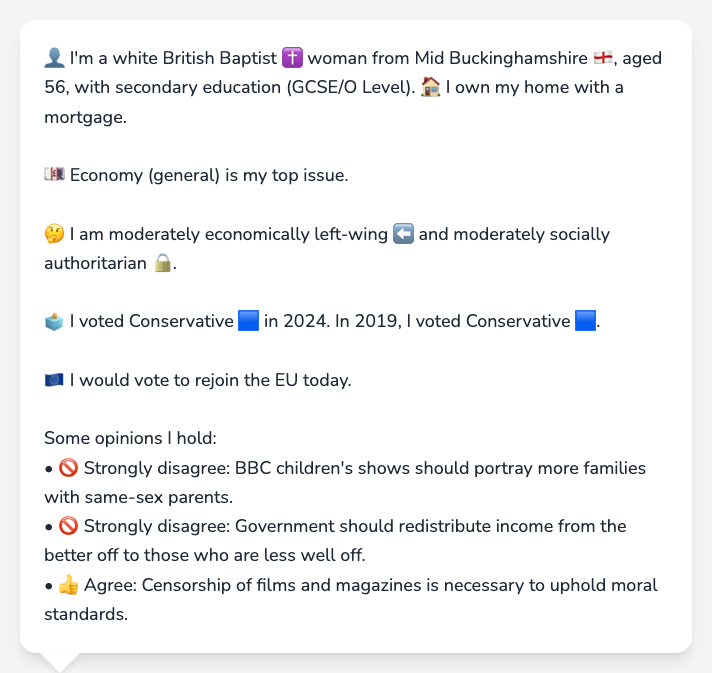 👤 I'm a white British Baptist ✝️ woman from Mid Buckinghamshire 🏴󠁧󠁢󠁥󠁮󠁧󠁿, aged
56, with secondary education (GCSE/O Level). 🏠 I own my home with a
mortgage.
💷 Economy (general) is my top issue.
🤔 I am moderately economically left-wing ⬅️ and moderately socially
authoritarian 🔒.
🗳️ I voted Conservative 🟦 in 2024. In 2019, I voted Conservative 🟦.
🇪🇺 I would vote to rejoin the EU today.
Some opinions I hold:
• 🚫 Strongly disagree: BBC children's shows should portray more families
with same-sex parents.
• 🚫 Strongly disagree: Government should redistribute income from the
better off to those who are less well off.
• 👍 Agree: Censorship of films and magazines is necessary to uphold moral
standards.